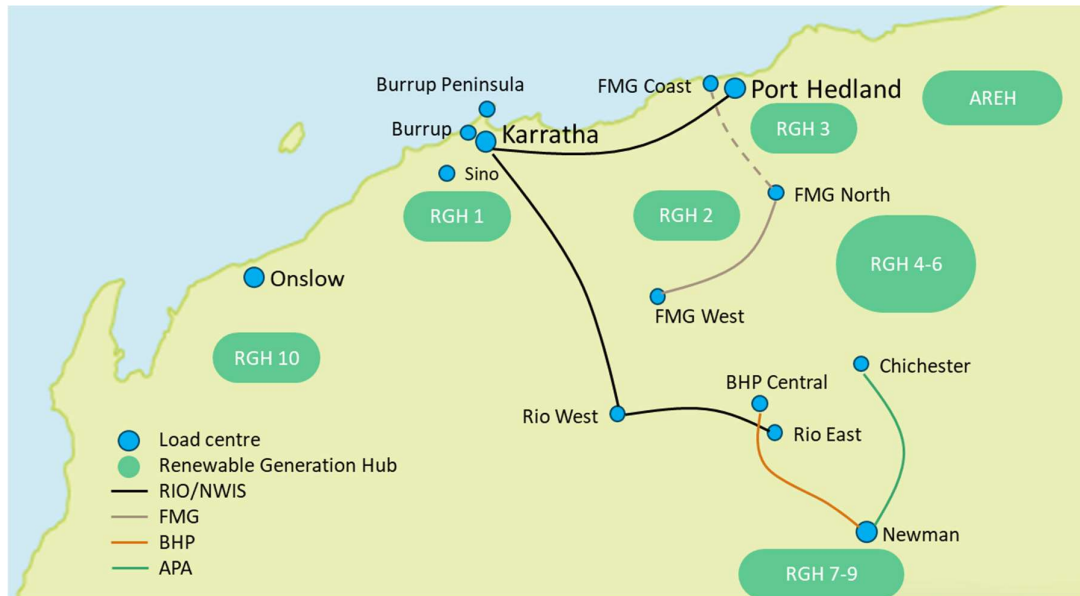 Burrup Peninsula
FMG Coast
Port Hedland
AREH
Burrup
Karratha
RGH 3
Sino
FMG North
RGH 1
RGH 2
RGH 4-6
Onslow
FMG West
RGH 10
Chichester
BHP Central
Rio West
Rio East
Load centre
Renewable Generation Hub
RIO/NWIS
FMG
BHP
APA
Newman
RGH 7-9